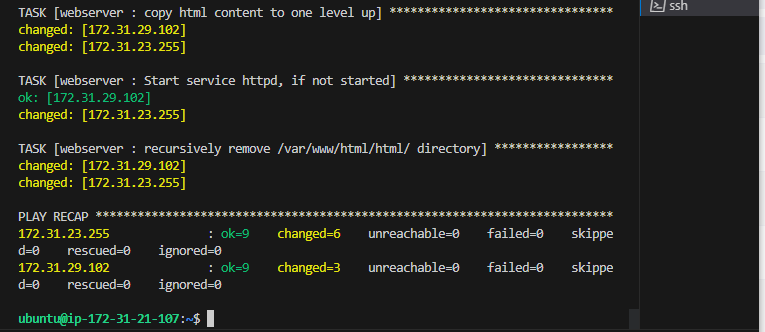 TASK [webserver : copy html content to one level up] *******************************
ssh
changed: [172.31.29.102]
changed: [172.31.23.255]
TASK [webserver : Start service httpd, if not started] *****************************
ok: [172.31.29.102]
changed: [172.31.23.255]
TASK [webserver : recursively remove /var/www/html/html/ directory] ****************
changed: [172.31.29.102]
changed: [172.31.23.255]
PLAY RECAP *************************************************************************
172.31.23.255 : ok=9 changed=6 unreachable=0 failed=0 skippe
d=0 rescued=0 ignored=0
172.31.29.102 : ok=9 changed=3 unreachable=0 failed=0 skippe
d=0 rescued=0 ignored=0
ubuntu@ip-172-31-21-107:~$